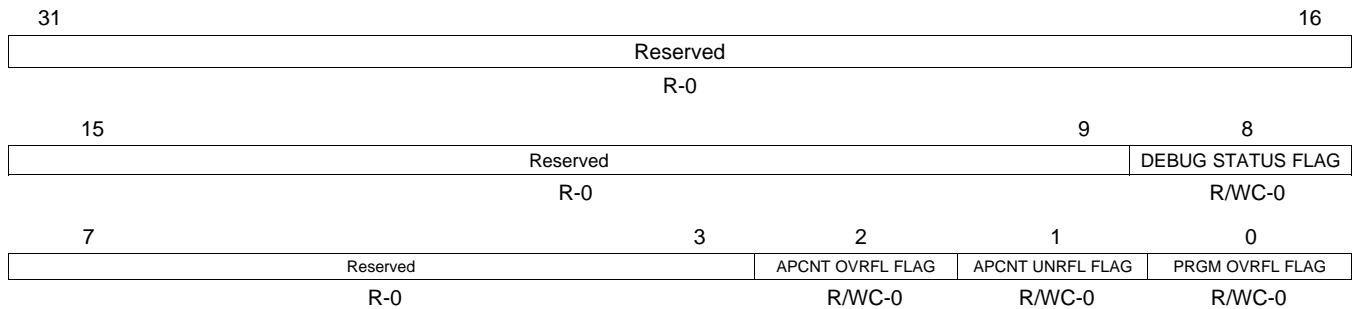 31 16
Reserved
R-0
15 9 8
Reserved DEBUG STATUS FLAG
R-0 R/WC-0
7 3 2 1 0
Reserved APCNT OVRFL FLAG APCNT UNRFL FLAG PRGM OVRFL FLAG
R-0 R/WC-0 R/WC-0 R/WC-0